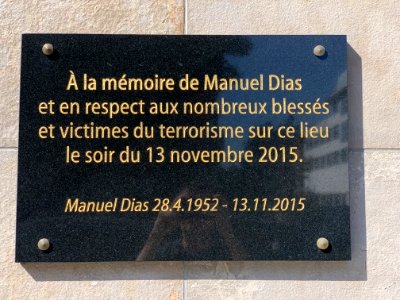 À la mémoire de Manuel Dias
et en respect aux nombreux blessés
et victimes du terrorisme sur ce lieu
le soir du 13 novembre 2015.
Manuel Dias 28.4.1952 - 13.11.2015